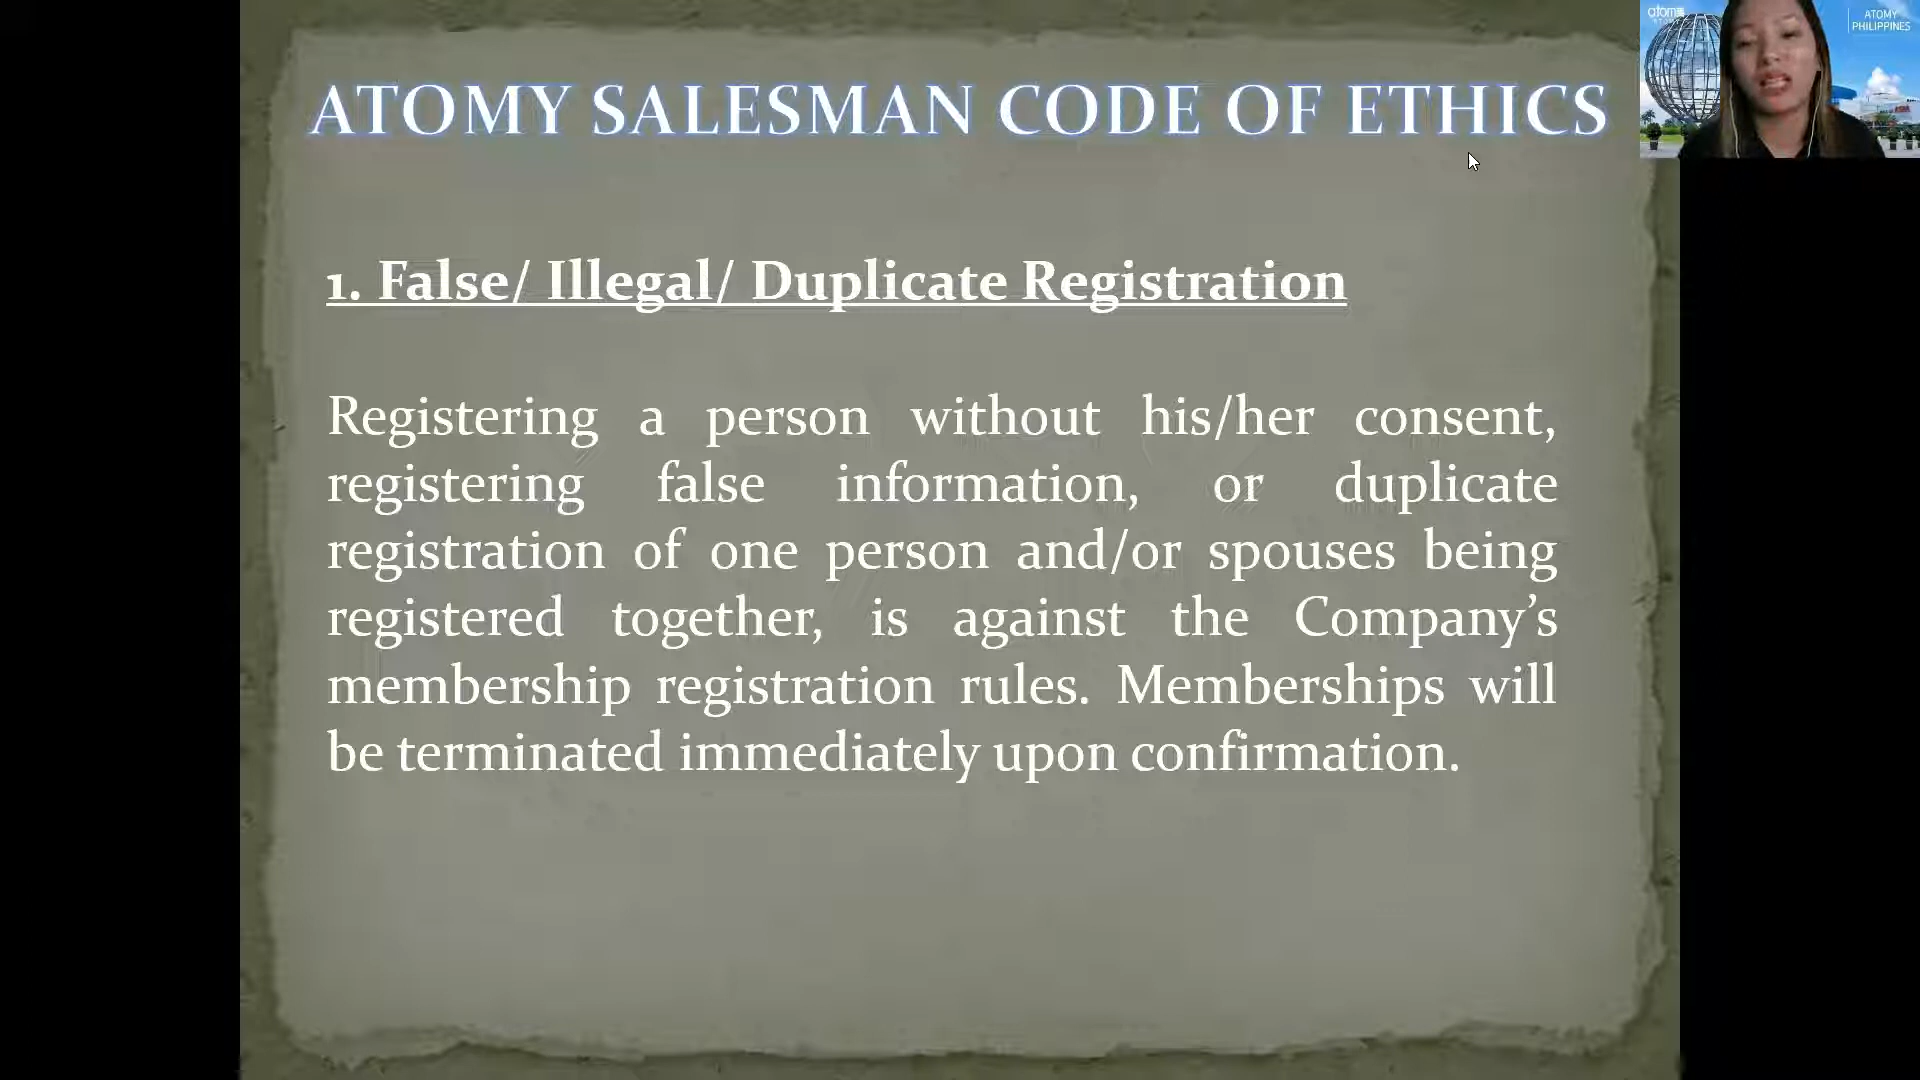 ATOMY SALESMAN CODE OF ETHICS
atomy
ATOMY
PHILIPPINES
1. False/ Illegal/ Duplicate Registration
Registering a person without his/her consent,
registering false information, or duplicate
registration of one person and/or spouses being
registered together, is against the Company’s
membership registration rules. Memberships will
be terminated immediately upon confirmation.